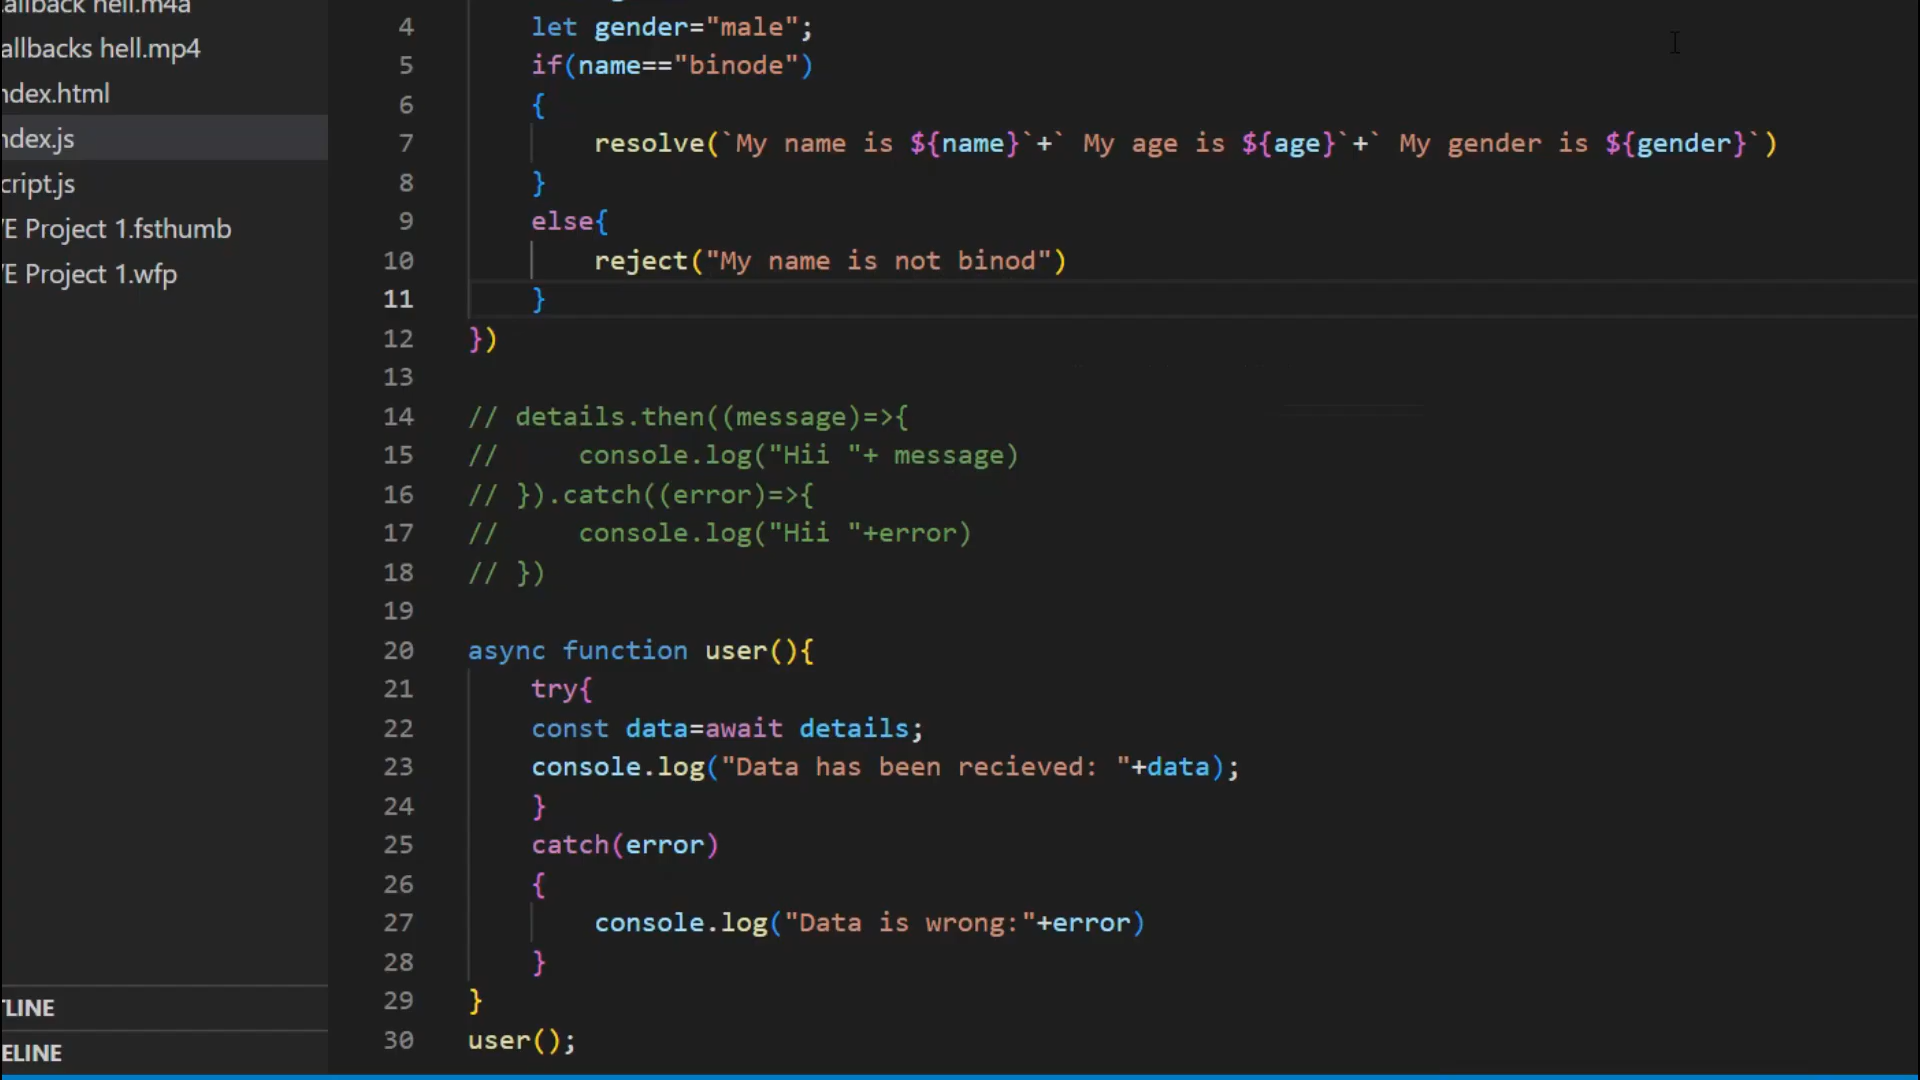 allback hell.m4a
allbacks hell.mp4
ndex.html
ndex.js
cript.js
E Project 1.fsthumb
E Project 1.wfp
TLINE
ELINE
4 let gender="male";
5 if(name=="binode")
6 {
7 resolve(`My name is ${name}`+` My age is ${age}`+` My gender is ${gender}`)
8 }
9 else{
10 reject("My name is not binod")
11 }
12 })
13
14 // details.then((message)=>{
15 // console.log("Hii "+ message)
16 // }).catch((error)=>{
17 // console.log("Hii "+error)
18 // })
19
20 async function user(){
21 try{
22 const data=await details;
23 console.log("Data has been recieved: "+data);
24 }
25 catch(error)
26 {
27 console.log("Data is wrong:"+error)
28 }
29 }
30 user();